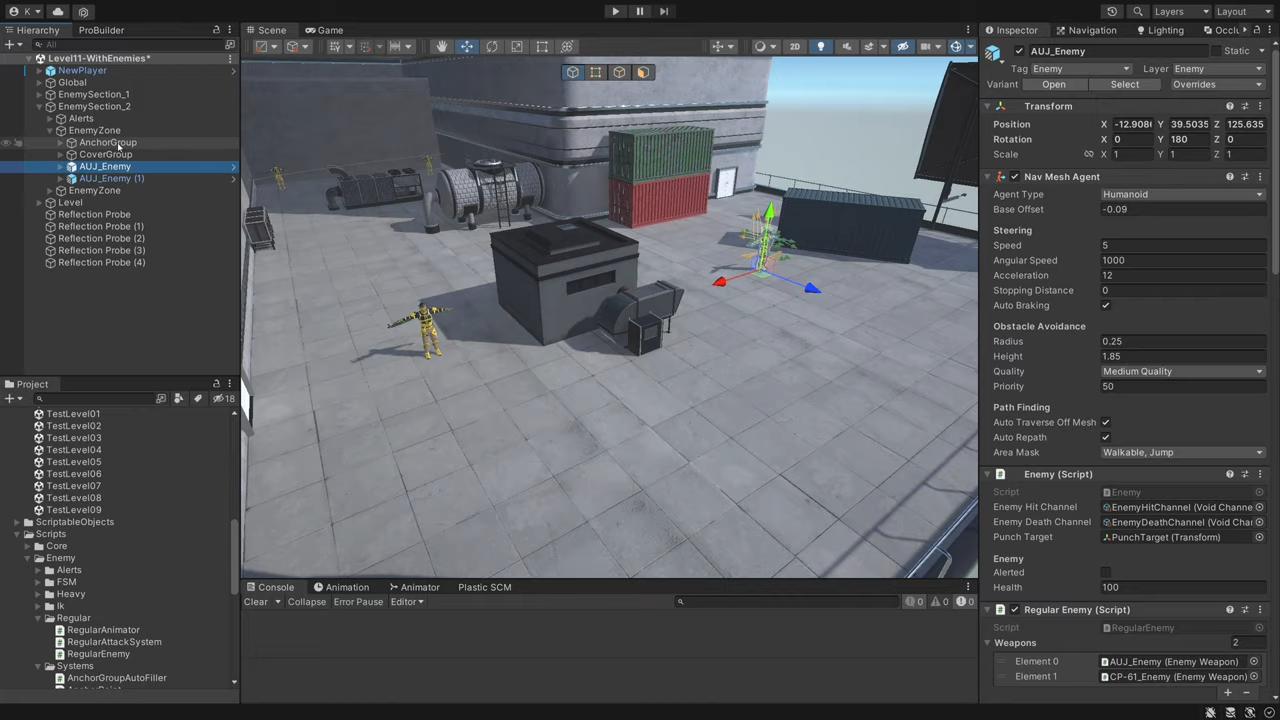 K
Layers
Layout
Hierarchy
ProBuilder
All
Level11-WithEnemies*
NewPlayer
Global
EnemySection_1
EnemySection_2
Alerts
EnemyZone
AnchorGroup
CoverGroup
AUJ_Enemy
AUJ_Enemy (1)
EnemyZone
Level
Reflection Probe
Reflection Probe (1)
Reflection Probe (2)
Reflection Probe (3)
Reflection Probe (4)
Project
18
TestLevel01
TestLevel02
TestLevel03
TestLevel04
TestLevel05
TestLevel06
TestLevel07
TestLevel08
TestLevel09
ScriptableObjects
Scripts
Core
Enemy
Alerts
FSM
Heavy
Ik
Regular
RegularAnimator
RegularAttackSystem
RegularEnemy
Systems
AnchorGroupAutoFiller
Scene
Game
2D
Console
Animation
Animator
Plastic SCM
Clear
Collapse
Error Pause
Editor
0
0
0
Inspector
Navigation
Lighting
Occlu
AUJ_Enemy
Static
Tag Enemy
Layer Enemy
Variant Open Select Overrides
Transform
Position X -12.908 Y 39.5035 Z 125.635
Rotation X 0 Y 180 Z 0
Scale X 1 Y 1 Z 1
Nav Mesh Agent
Agent Type Humanoid
Base Offset -0.09
Steering
Speed 5
Angular Speed 1000
Acceleration 12
Stopping Distance 0
Auto Braking
Obstacle Avoidance
Radius 0.25
Height 1.85
Quality Medium Quality
Priority 50
Path Finding
Auto Traverse Off Mesh
Auto Repath
Area Mask Walkable, Jump
Enemy (Script)
Script Enemy
Enemy Hit Channel EnemyHitChannel (Void Channe
Enemy Death Channel EnemyDeathChannel (Void Char
Punch Target PunchTarget (Transform)
Enemy
Alerted
Health 100
Regular Enemy (Script)
Script RegularEnemy
Weapons 2
Element 0 AUJ_Enemy (Enemy Weapon)
Element 1 CP-61_Enemy (Enemy Weapon)